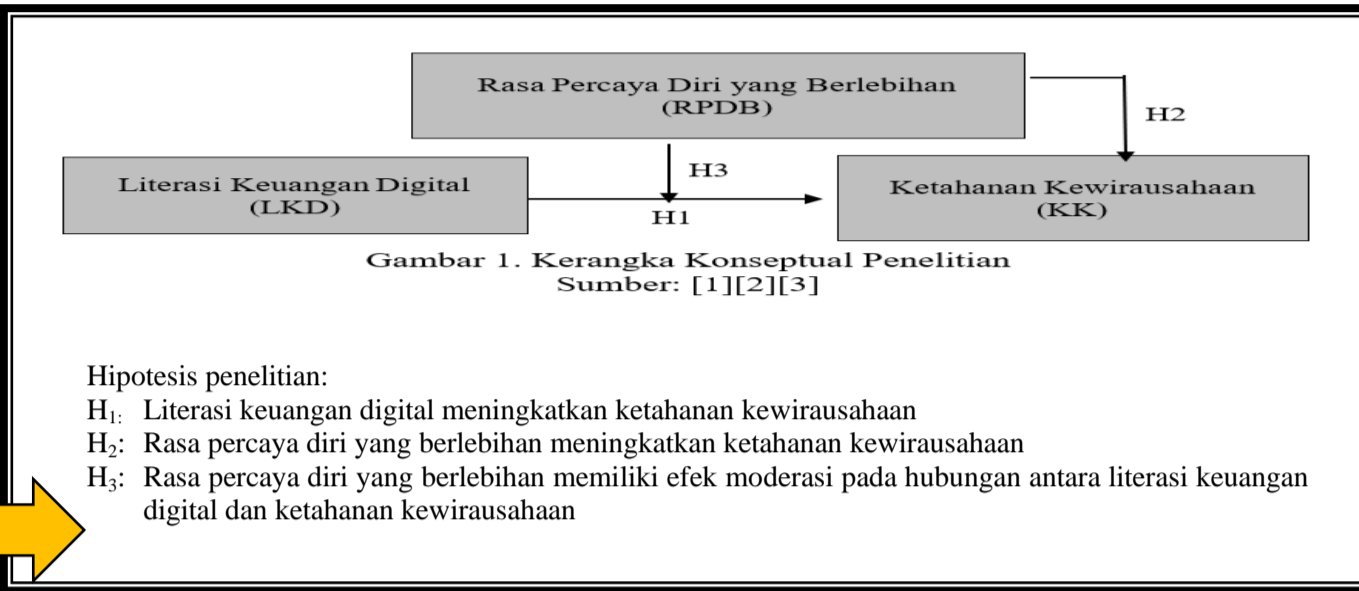 Rasa Percaya Diri yang Berlebihan
(RPDB)
H2
H3
Literasi Keuangan Digital
(LKD)
Ketahanan Kewirausahaan
(KK)
H1
Gambar 1. Kerangka Konseptual Penelitian
Sumber: [1][2][3]
Hipotesis penelitian:
H1: Literasi keuangan digital meningkatkan ketahanan kewirausahaan
H2: Rasa percaya diri yang berlebihan meningkatkan ketahanan kewirausahaan
H3: Rasa percaya diri yang berlebihan memiliki efek moderasi pada hubungan antara literasi keuangan
digital dan ketahanan kewirausahaan